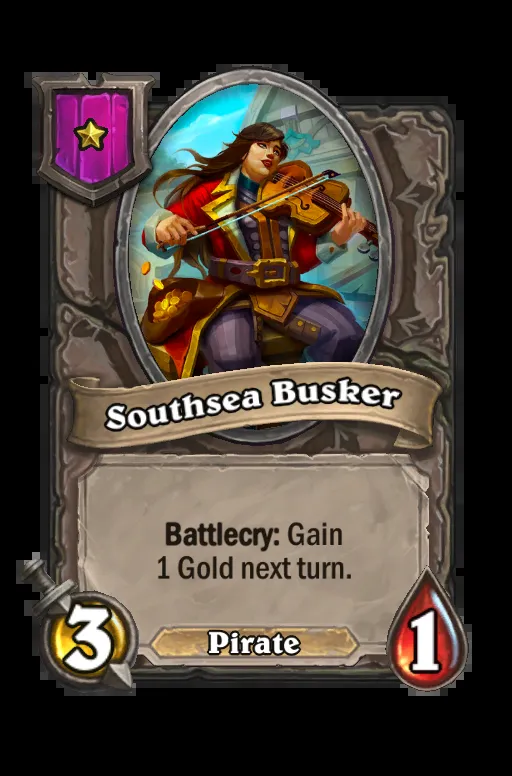 Southsea Busker
Battlecry: Gain
1 Gold next turn.
3
Pirate
1